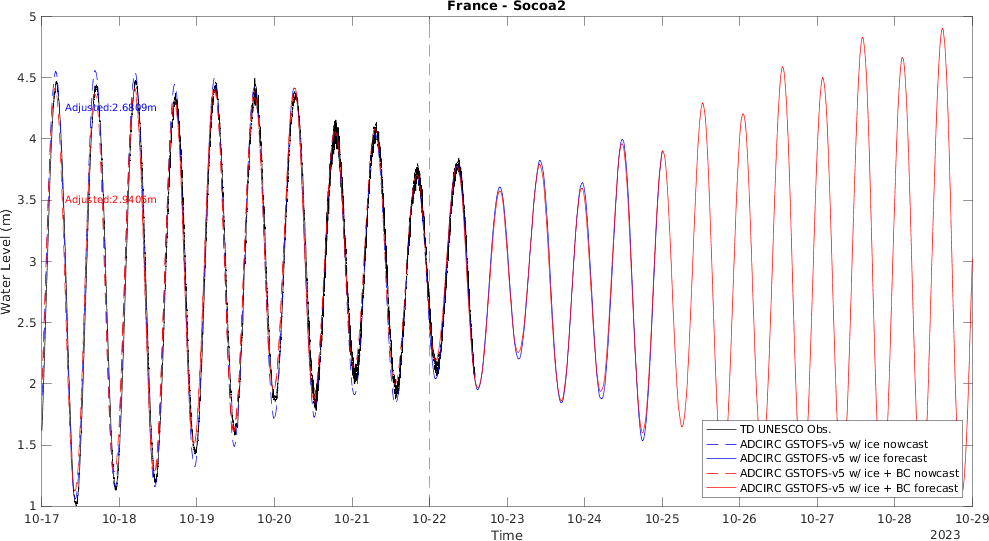 France - Socoa2
5
4.5
4
3.5
3
2.5
2
1.5
1
Water Level (m)
Adjusted:2.6809m
Adjusted:2.9406m
TD UNESCO Obs.
ADCIRC GSTOFS-v5 w/ ice nowcast
ADCIRC GSTOFS-v5 w/ ice forecast
ADCIRC GSTOFS-v5 w/ ice + BC nowcast
ADCIRC GSTOFS-v5 w/ ice + BC forecast
10-17 10-18 10-19 10-20 10-21 10-22 10-23 10-24 10-25 10-26 10-27 10-28 10-29
Time
2023